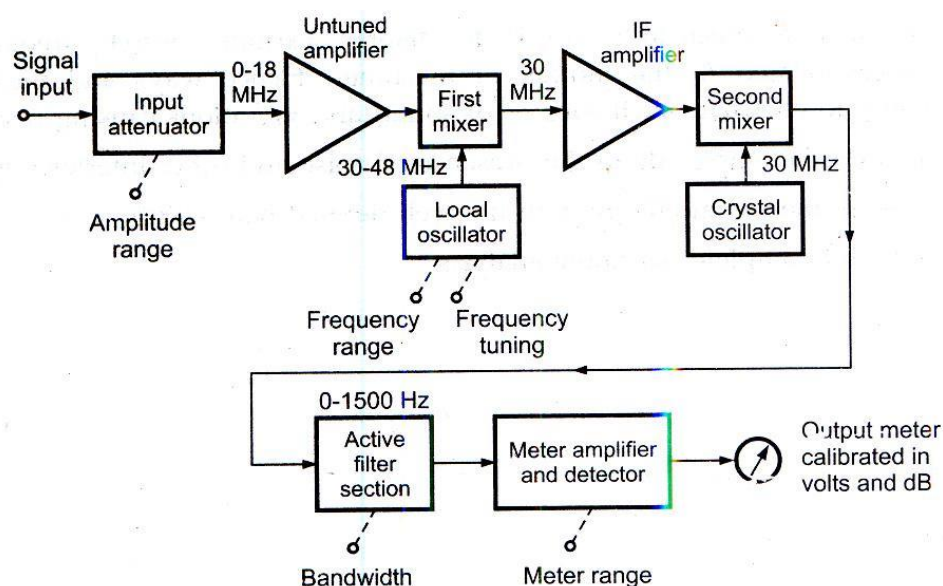 Signal
input
Input
attenuator
Amplitude
range
0-18
MHz
Untuned
amplifier
First
mixer
30-48 MHz
Local
oscillator
Frequency
range
Frequency
tuning
30
MHz
IF
amplifier
Second
mixer
30 MHz
Crystal
oscillator
0-1500 Hz
Active
filter
section
Bandwidth
Meter amplifier
and detector
Meter range
Output meter
calibrated in
volts and dB